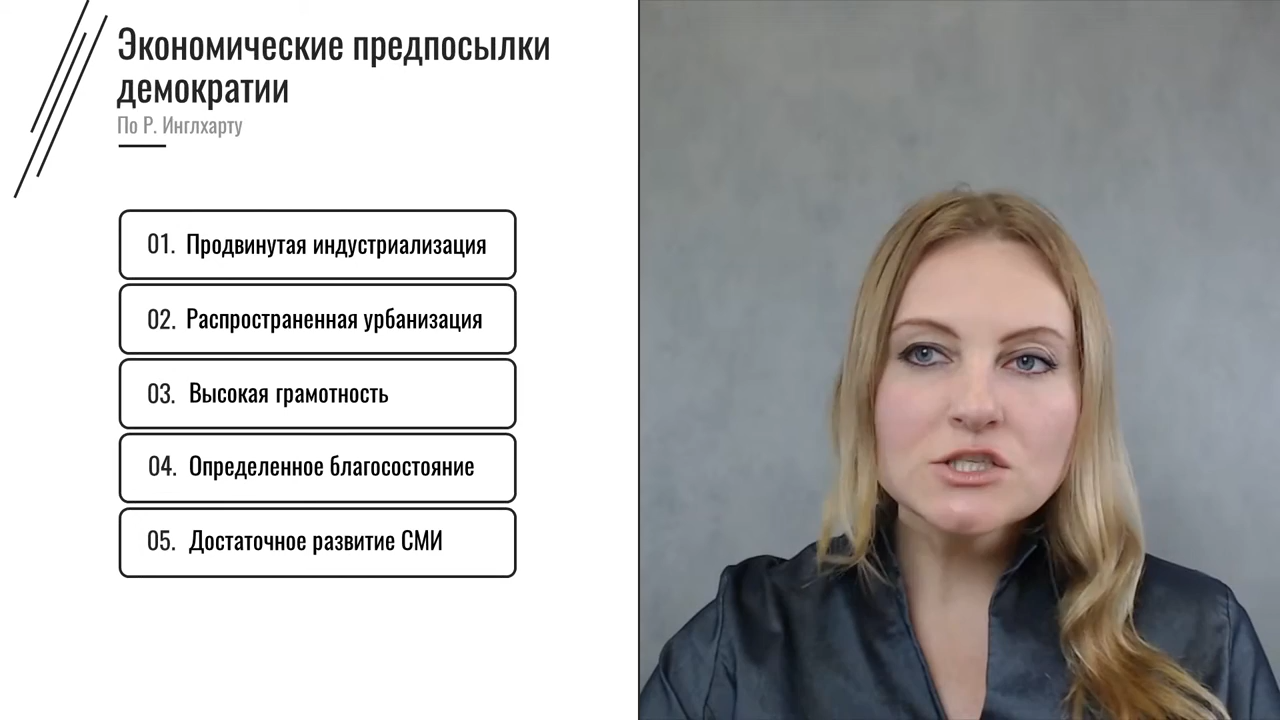 Экономические предпосылки
демократии
По Р. Инглхарту
01. Продвинутая индустриализация
02. Распространенная урбанизация
03. Высокая грамотность
04. Определенное благосостояние
05. Достаточное развитие СМИ